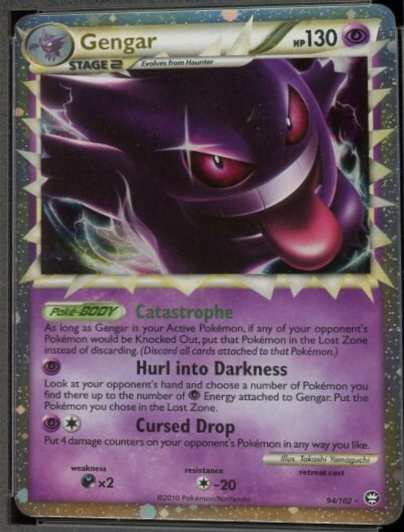 Gengar HP130
STAGE 2 Evolves from Haunter
Poké-BODY Catastrophe
As long as Gengar is your Active Pokémon, if any of your opponent's
Pokémon would be Knocked Out, put that Pokémon in the Lost Zone
instead of discarding. (Discard all cards attached to that Pokémon.)
Hurl into Darkness
Look at your opponent's hand and choose a number of Pokémon you
find there up to the number of Energy attached to Gengar. Put the
Pokémon you chose in the Lost Zone.
Cursed Drop
Put 4 damage counters on your opponent's Pokémon in any way you like.
Illus. Takashi Yamaguchi
weakness resistance retreat cost
×2 -20
©2010 Pokémon/Nintendo 94/102